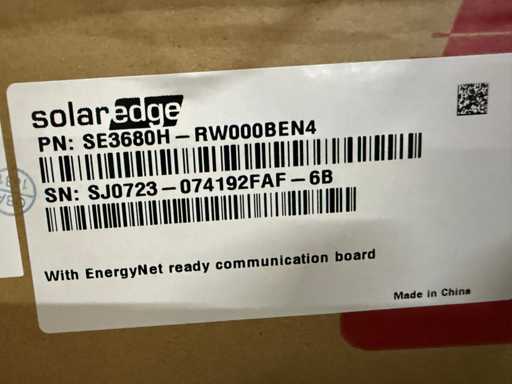 solaredge
PN: SE3680H-RW000BEN4
SN: SJ0723-074192FAF-6B
With EnergyNet ready communication board
Made in China